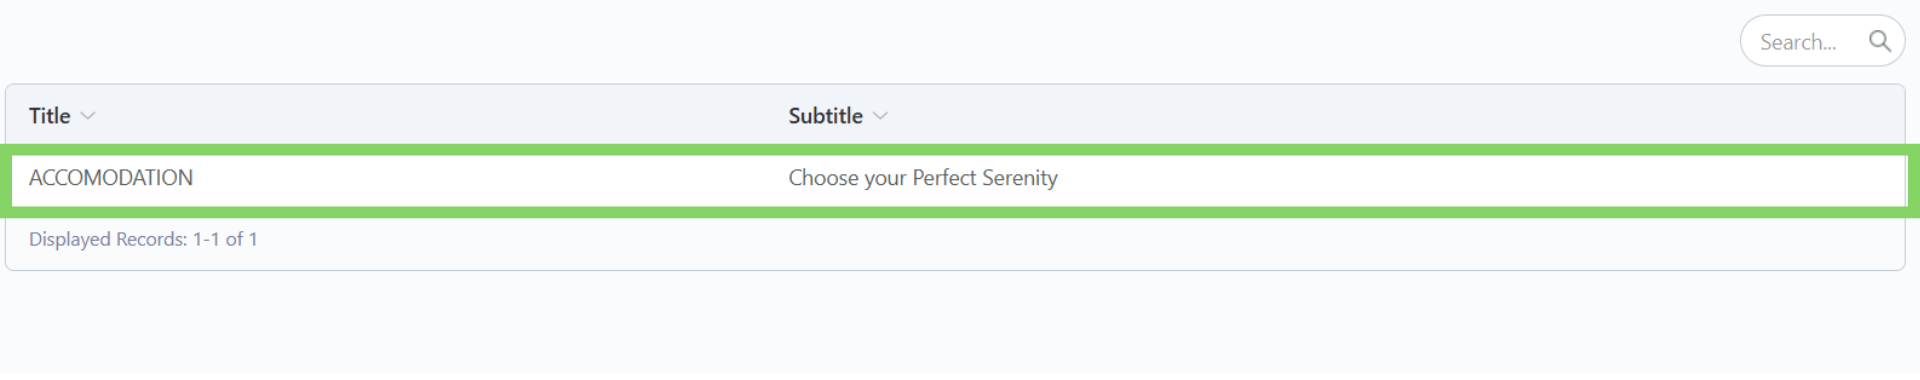 Search...
Title Subtitle
ACCOMODATION Choose your Perfect Serenity
Displayed Records: 1-1 of 1